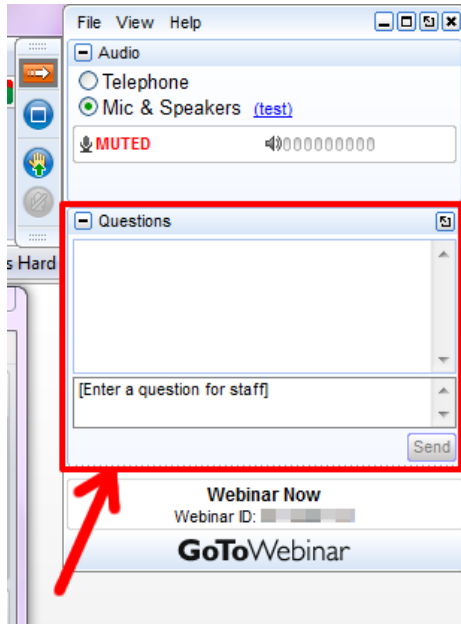 File View Help
Audio
Telephone
Mic & Speakers (test)
MUTED
000000000
Questions
s Hard
[Enter a question for staff]
Send
Webinar Now
Webinar ID:
GoToWebinar